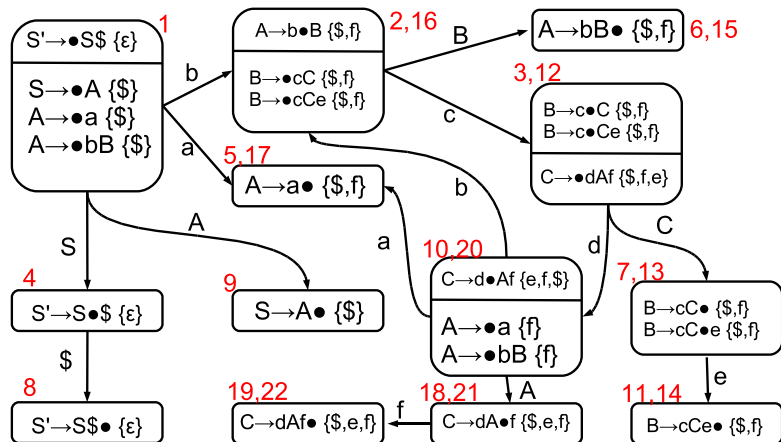 1
S'→●S$ {ε}
S→●A {$}
A→●a {$}
A→●bB {$}
b
a
2,16
A→b●B {$,f}
B→●cC {$,f}
B→●cCe {$,f}
B
c
A→bB● {$,f}
6,15
3,12
B→c●C {$,f}
B→c●Ce {$,f}
C→●dAf {$,f,e}
5,17
A→a● {$,f}
b
a
d
C
S
A
10,20
C→d●Af {e,f,$}
A→●a {f}
A→●bB {f}
7,13
B→cC● {$,f}
B→cC●e {$,f}
4
S'→S●$ {ε}
9
S→A● {$}
$
A
e
8
S'→S$● {ε}
19,22
C→dAf● {$,e,f}
f
18,21
C→dA●f {$,e,f}
11,14
B→cCe● {$,f}